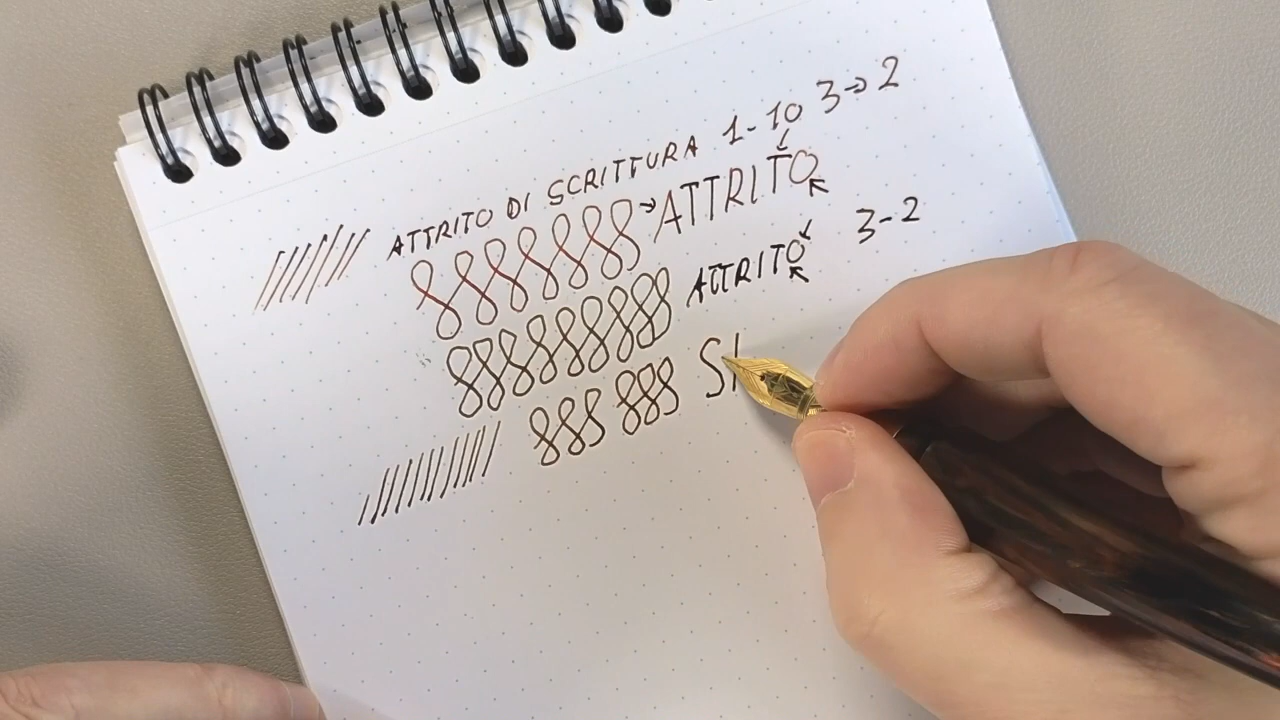 ATTRITO DI SCRITTURA 1-10 3→2
→ATTRITO
ATTRITO 3-2
SI